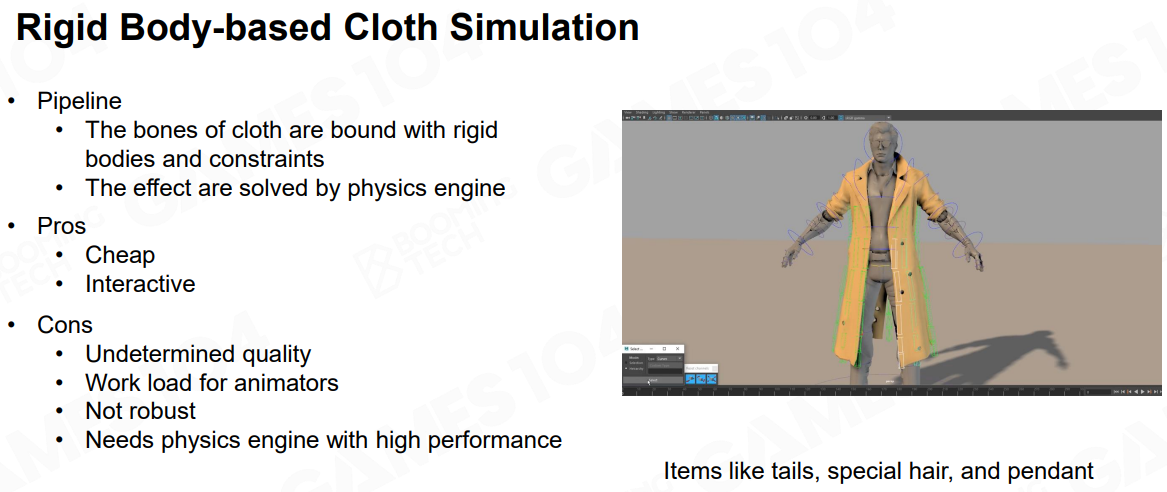 Rigid Body-based Cloth Simulation
• Pipeline
• The bones of cloth are bound with rigid
bodies and constraints
• The effect are solved by physics engine
• Pros
• Cheap
• Interactive
• Cons
• Undetermined quality
• Work load for animators
• Not robust
• Needs physics engine with high performance
Items like tails, special hair, and pendant
GAMES 104
BOOMING
TECH